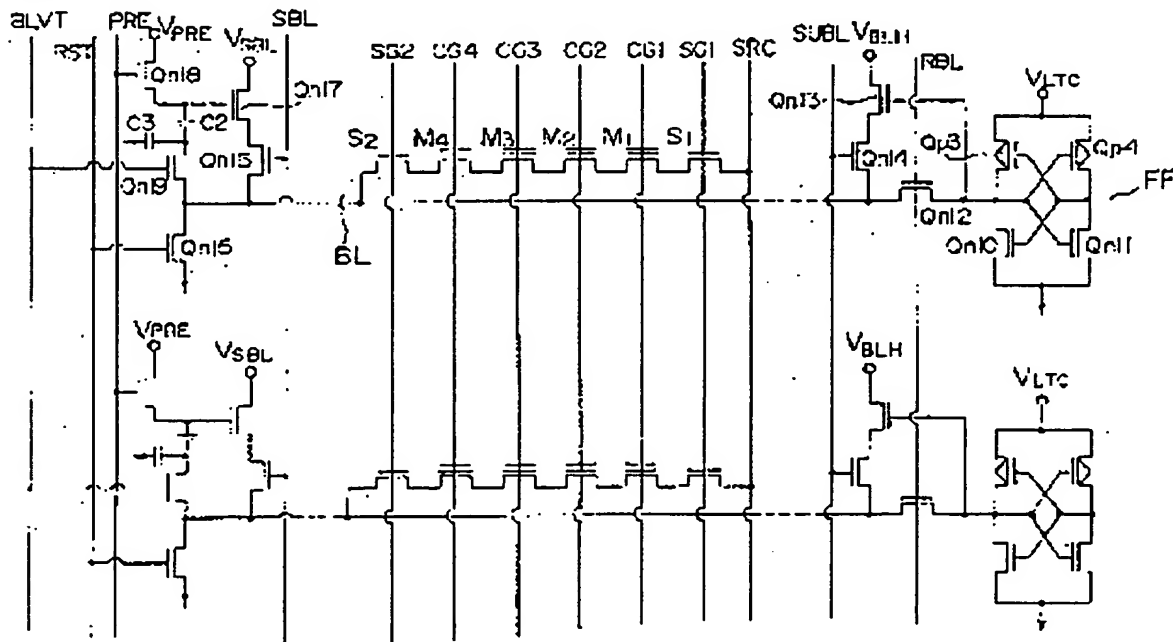 BLVT PRE VPRE SBL
RST VSBL SG2 CG4 CG3 CG2 CG1 SG1 SRC SUBL VBLH RBL VLTC
Qn18 Qn17 Qn13
C3 C2 S2 M4 M3 M2 M1 S1 Qp3 Qp4
Qn19 Qn14 FF
Qn12
Qn15 BL Qn10 Qn11
VPRE
VSBL VBLH VLTC